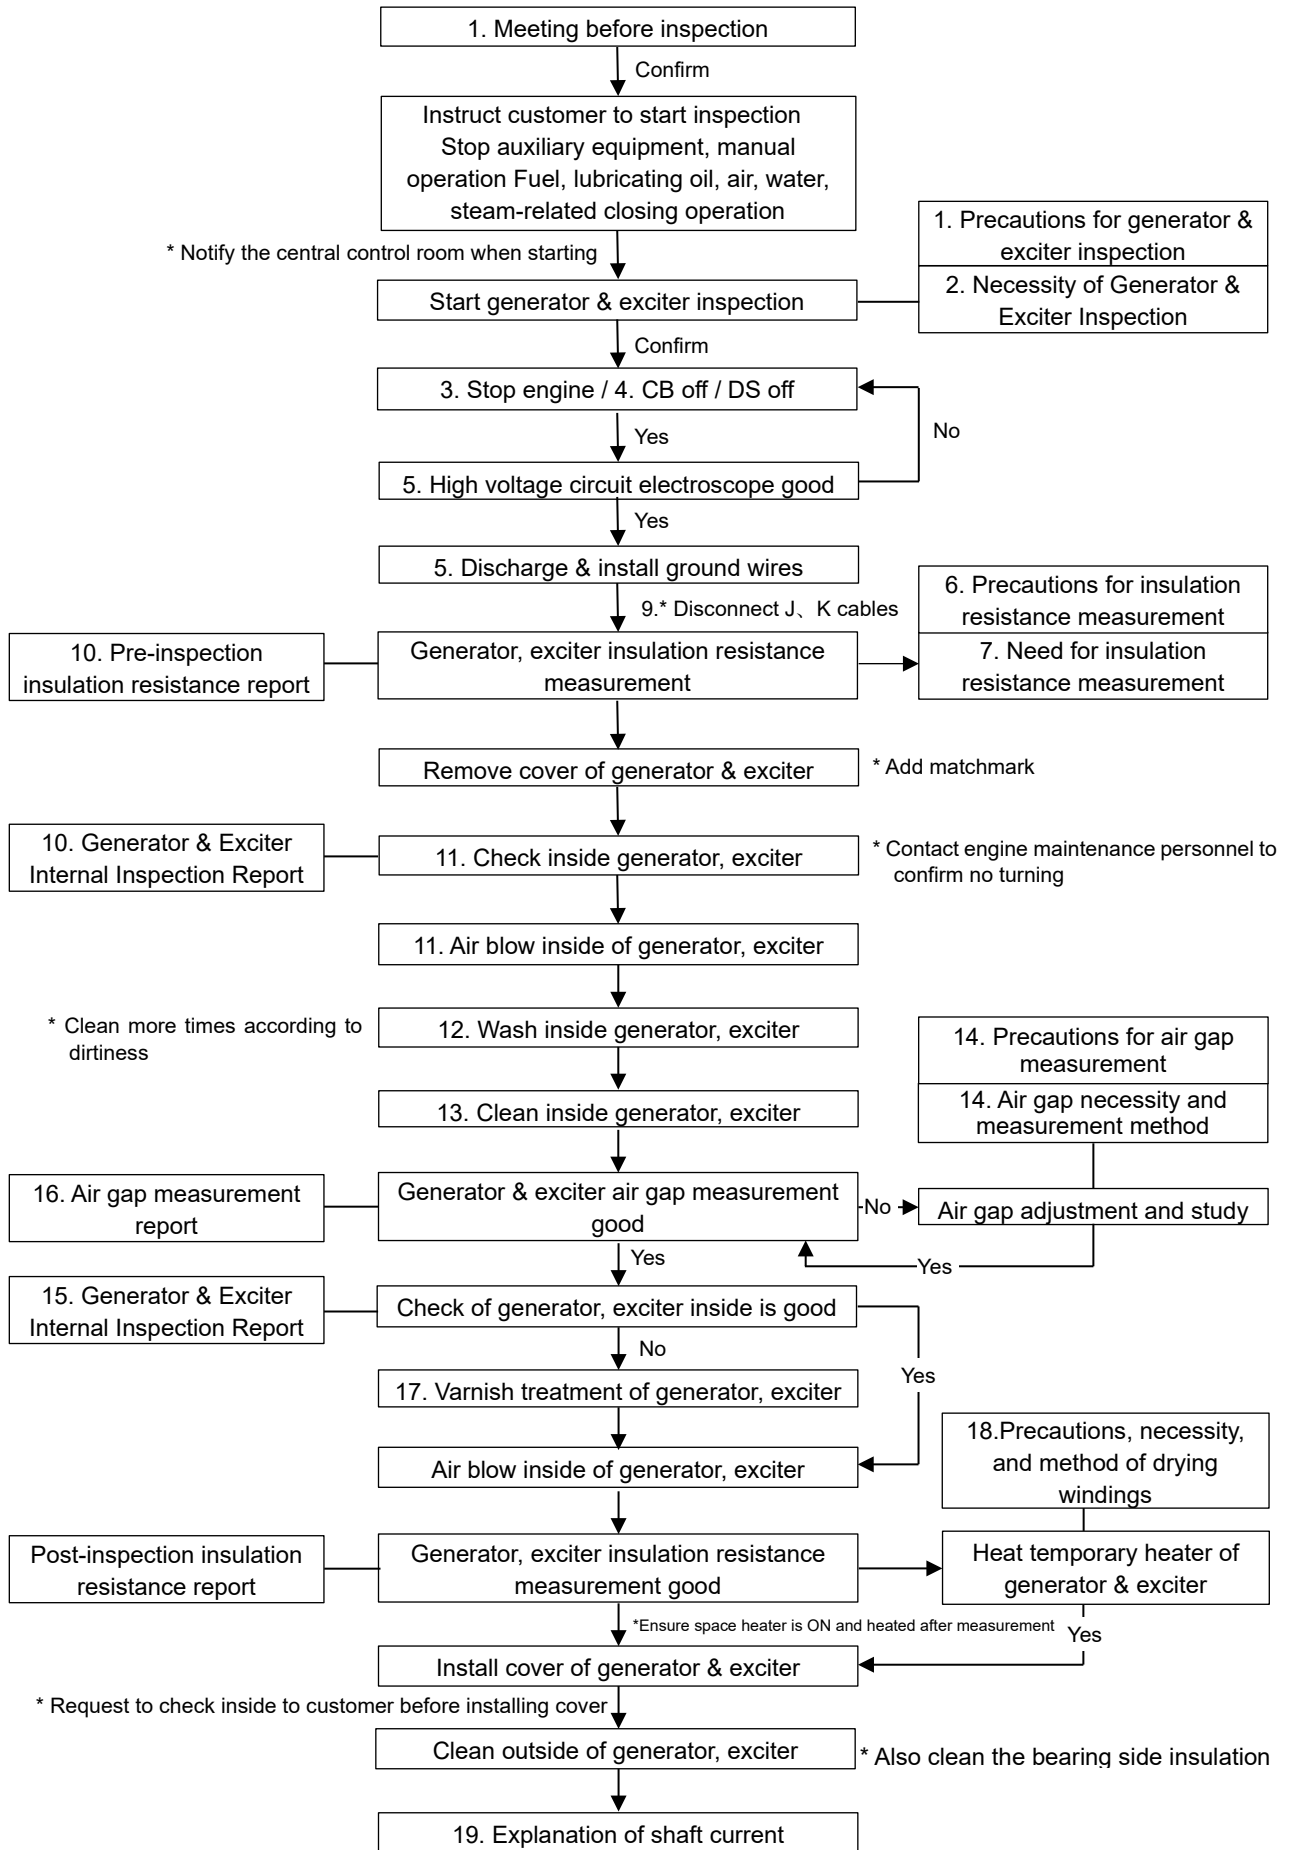 1. Meeting before inspection
Confirm
Instruct customer to start inspection
Stop auxiliary equipment, manual
operation Fuel, lubricating oil, air, water,
steam-related closing operation
* Notify the central control room when starting
1. Precautions for generator &
exciter inspection
2. Necessity of Generator &
Exciter Inspection
Start generator & exciter inspection
Confirm
3. Stop engine / 4. CB off / DS off
Yes
No
5. High voltage circuit electroscope good
Yes
5. Discharge & install ground wires
9.* Disconnect J、K cables
6. Precautions for insulation
resistance measurement
7. Need for insulation
resistance measurement
10. Pre-inspection
insulation resistance report
Generator, exciter insulation resistance
measurement
Remove cover of generator & exciter
* Add matchmark
10. Generator & Exciter
Internal Inspection Report
11. Check inside generator, exciter
* Contact engine maintenance personnel to
confirm no turning
11. Air blow inside of generator, exciter
* Clean more times according to
dirtiness
12. Wash inside generator, exciter
14. Precautions for air gap
measurement
14. Air gap necessity and
measurement method
13. Clean inside generator, exciter
16. Air gap measurement
report
Generator & exciter air gap measurement
good
No
Air gap adjustment and study
Yes
Yes
15. Generator & Exciter
Internal Inspection Report
Check of generator, exciter inside is good
No
Yes
17. Varnish treatment of generator, exciter
Air blow inside of generator, exciter
18.Precautions, necessity,
and method of drying
windings
Post-inspection insulation
resistance report
Generator, exciter insulation resistance
measurement good
Heat temporary heater of
generator & exciter
*Ensure space heater is ON and heated after measurement
Yes
Install cover of generator & exciter
* Request to check inside to customer before installing cover
Clean outside of generator, exciter
* Also clean the bearing side insulation
19. Explanation of shaft current